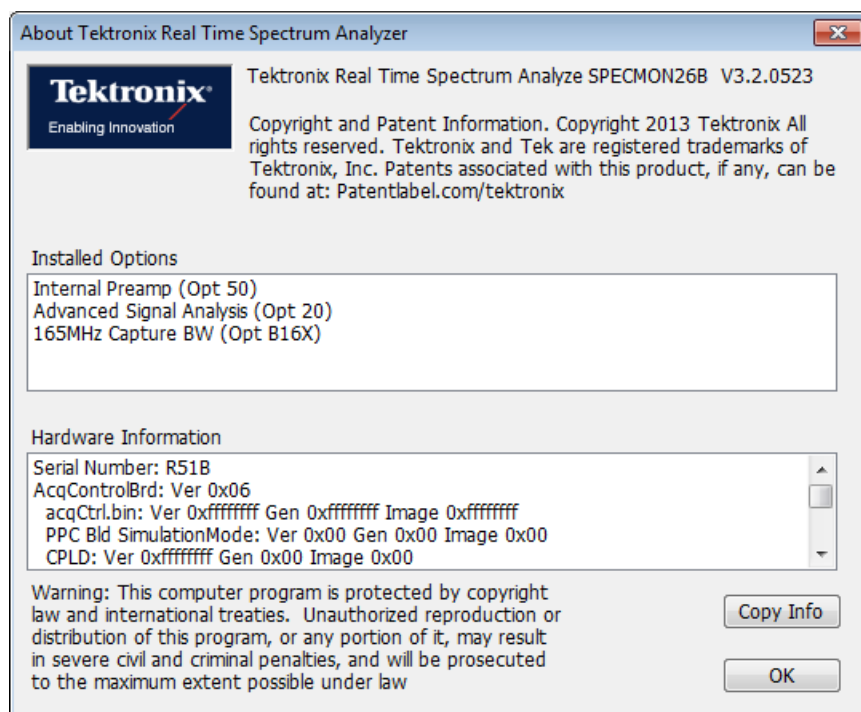 About Tektronix Real Time Spectrum Analyzer
Tektronix
Enabling Innovation
Tektronix Real Time Spectrum Analyze SPECMON26B V3.2.0523
Copyright and Patent Information. Copyright 2013 Tektronix All
rights reserved. Tektronix and Tek are registered trademarks of
Tektronix, Inc. Patents associated with this product, if any, can be
found at: Patentlabel.com/tektronix
Installed Options
Internal Preamp (Opt 50)
Advanced Signal Analysis (Opt 20)
165MHz Capture BW (Opt B16X)
Hardware Information
Serial Number: R51B
AcqControlBrd: Ver 0x06
acqCtrl.bin: Ver 0xffffffff Gen 0xffffffff Image 0xffffffff
PPC Bld SimulationMode: Ver 0x00 Gen 0x00 Image 0x00
CPLD: Ver 0xffffffff Gen 0x00 Image 0x00
Warning: This computer program is protected by copyright
law and international treaties. Unauthorized reproduction or
distribution of this program, or any portion of it, may result
in severe civil and criminal penalties, and will be prosecuted
to the maximum extent possible under law
Copy Info
OK